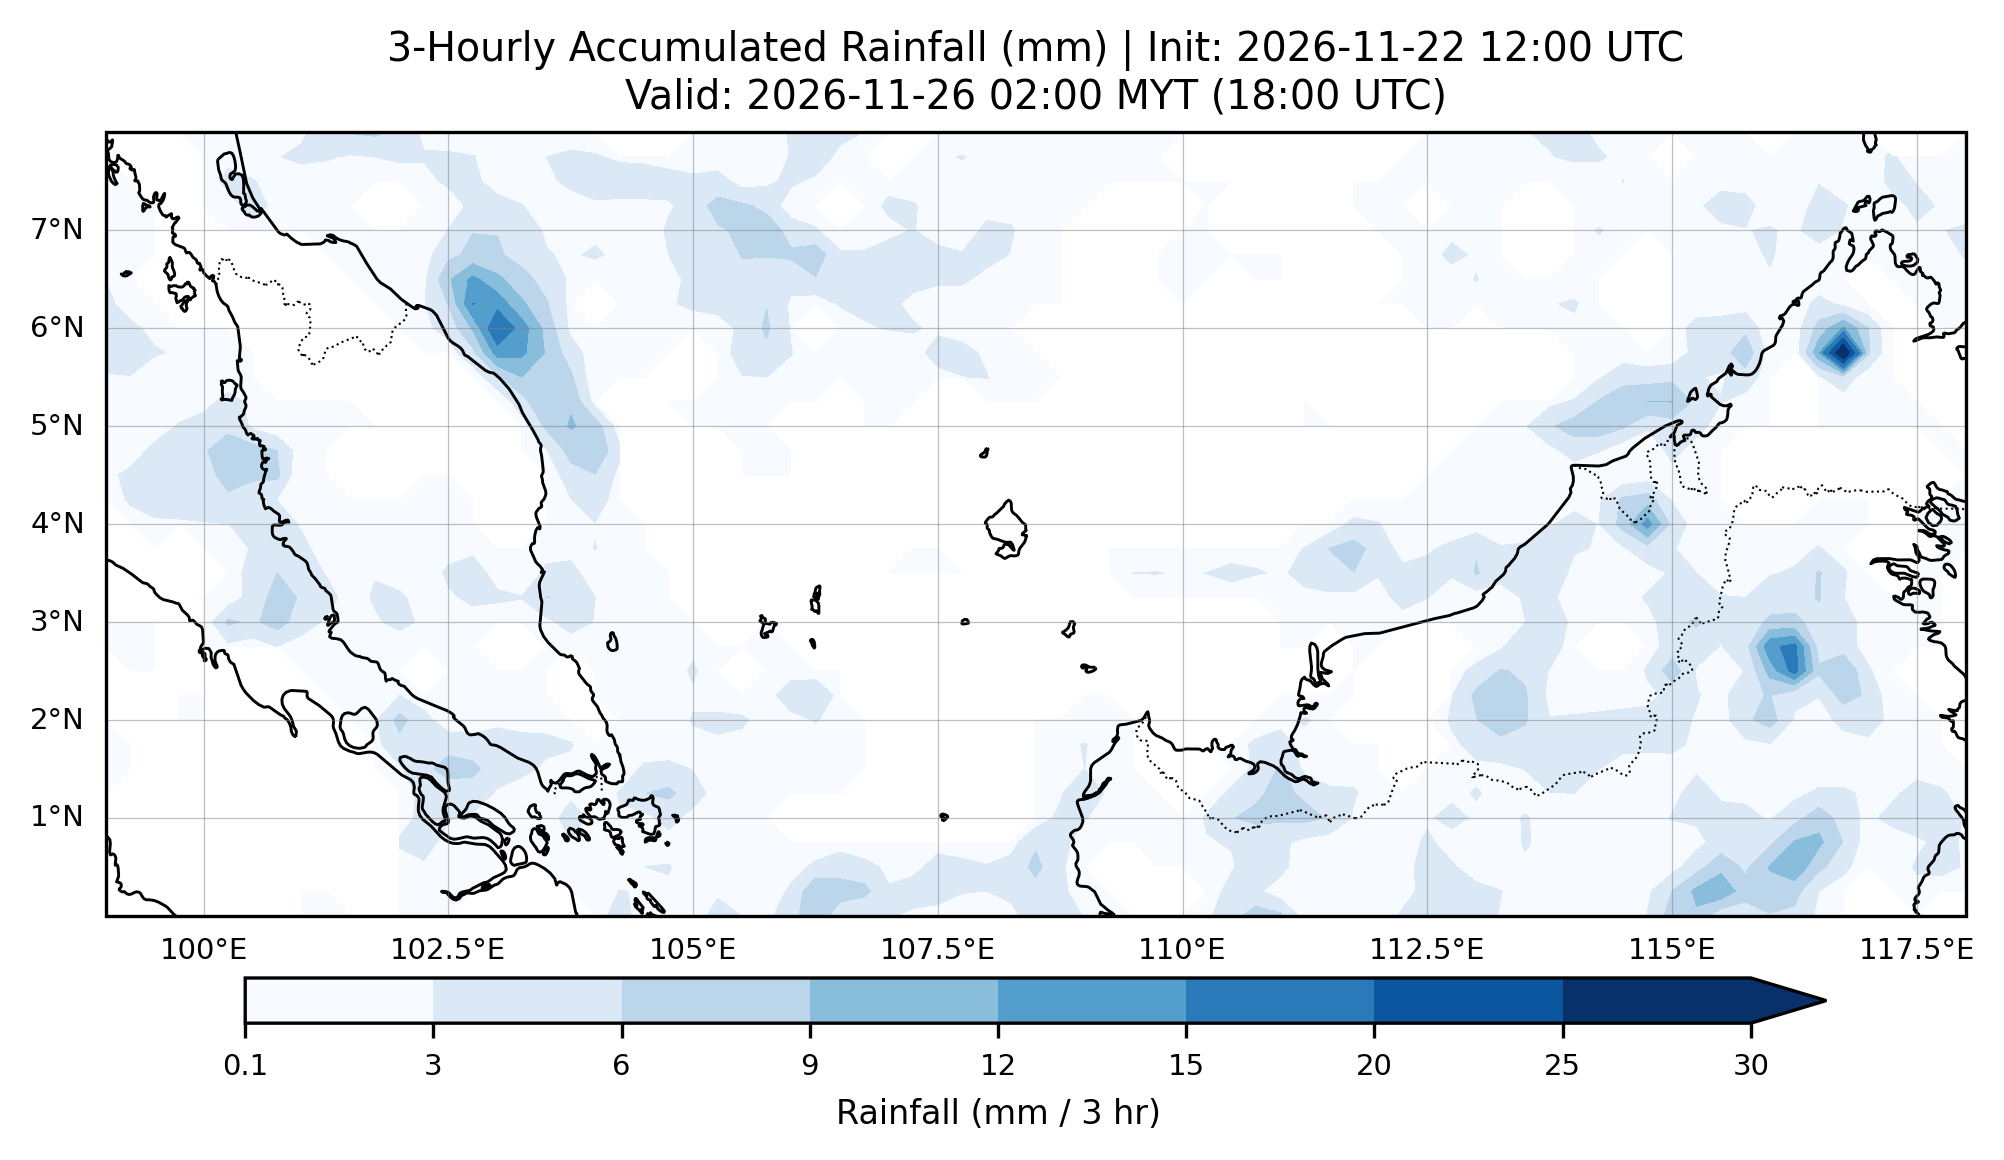 3-Hourly Accumulated Rainfall (mm) | Init: 2026-11-22 12:00 UTC
Valid: 2026-11-26 02:00 MYT (18:00 UTC)
7°N
6°N
5°N
4°N
3°N
2°N
1°N
100°E 102.5°E 105°E 107.5°E 110°E 112.5°E 115°E 117.5°E
0.1 3 6 9 12 15 20 25 30
Rainfall (mm / 3 hr)